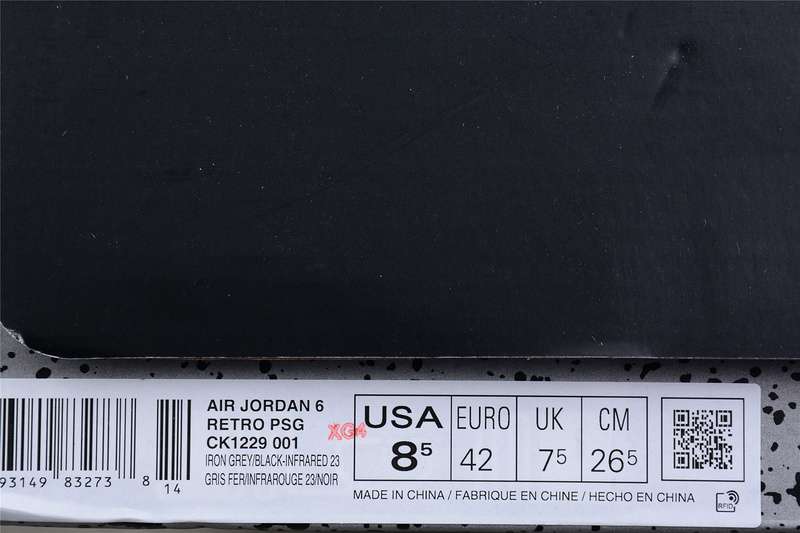 AIR JORDAN 6
RETRO PSG
CK1229 001
IRON GREY/BLACK-INFRARED 23
GRIS FER/INFRAROUGE 23/NOIR
XG4
USA EURO UK CM
8⁵ 42 7⁵ 26⁵
MADE IN CHINA / FABRIQUE EN CHINE / HECHO EN CHINA
93149 83273 8 14
RFID